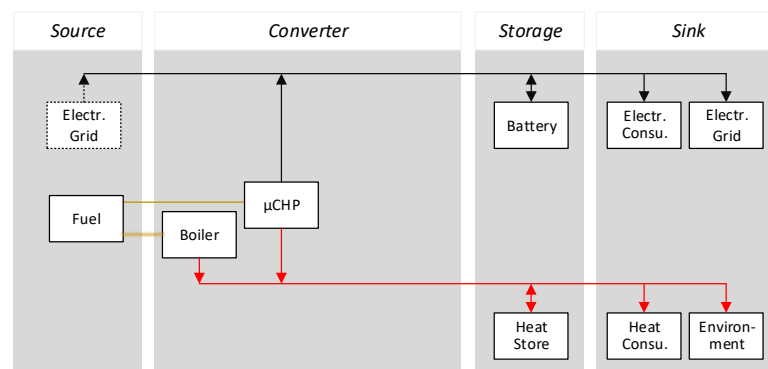 Source
Converter
Storage
Sink
Electr.
Grid
Battery
Electr.
Consu.
Electr.
Grid
Fuel
µCHP
Boiler
Heat
Store
Heat
Consu.
Environ-
ment